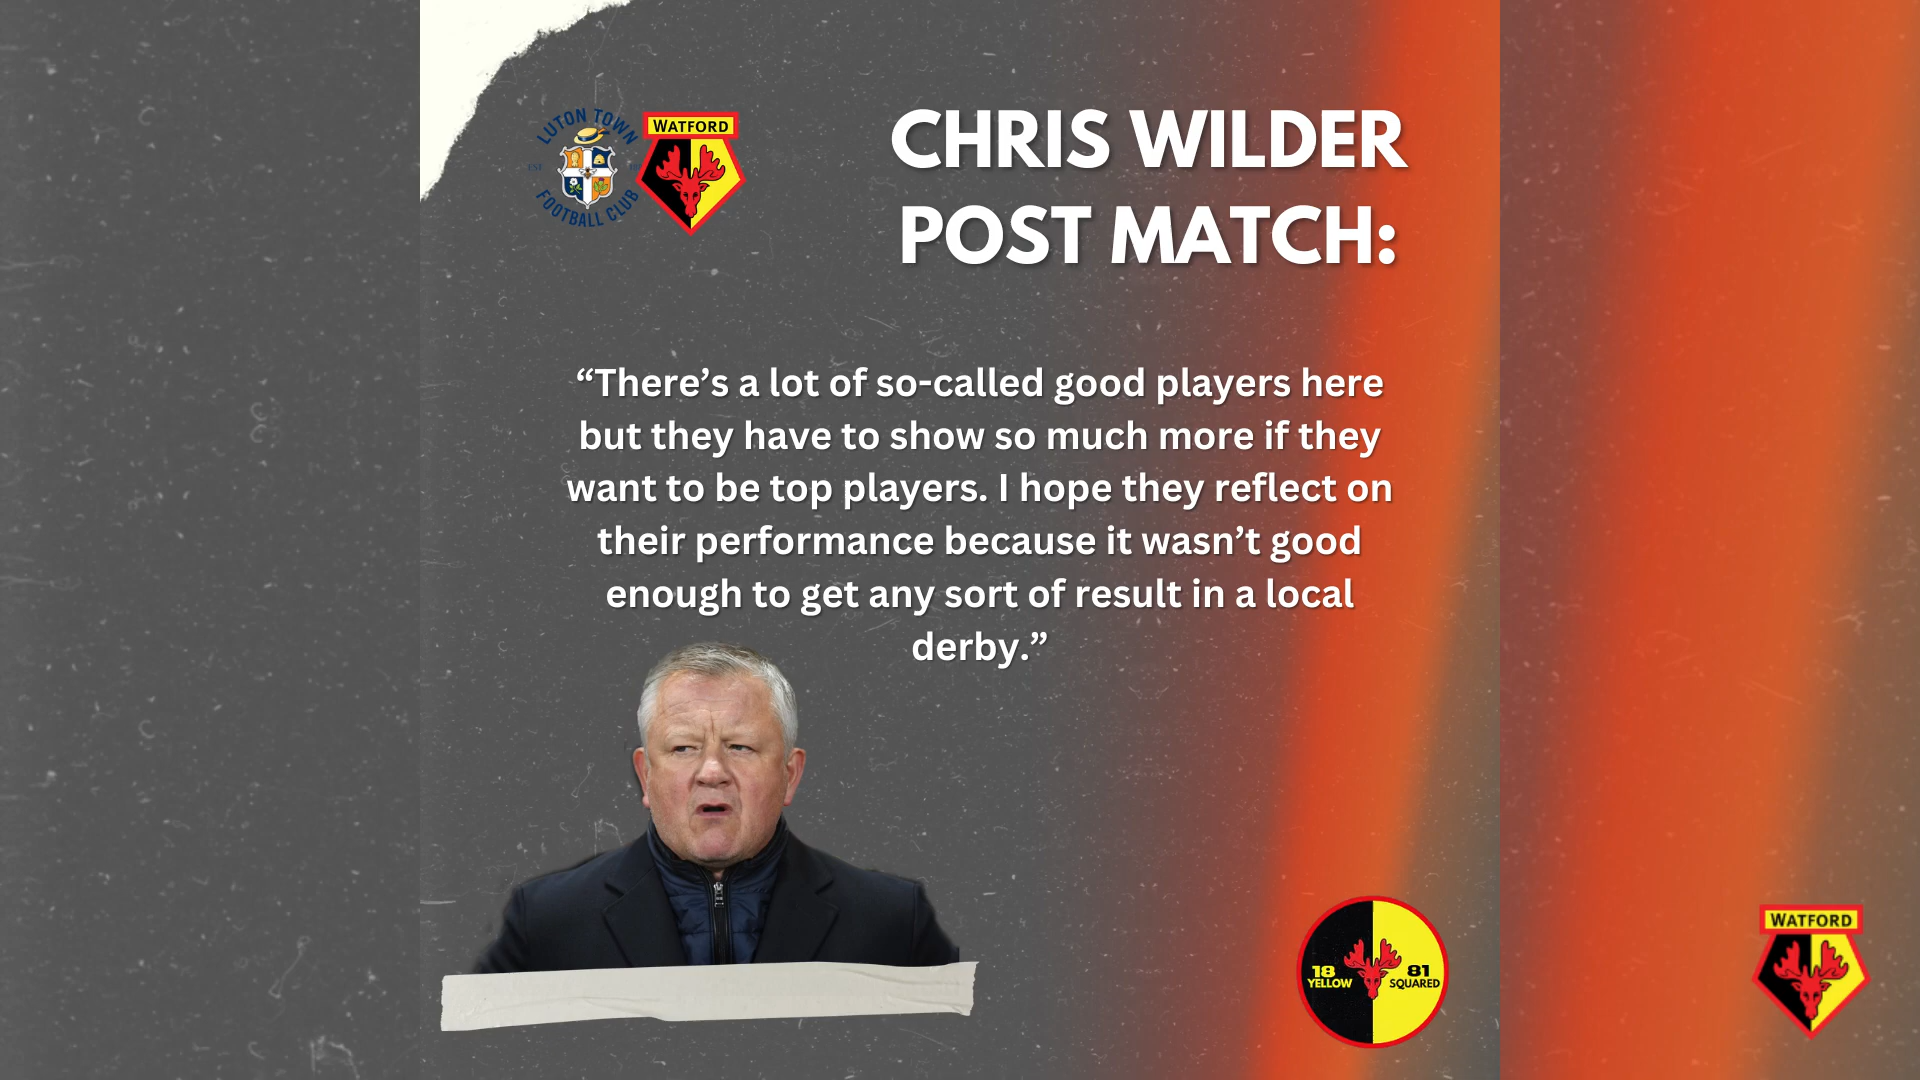 LUTON TOWN
EST
FOOTBALL CLUB
WATFORD
CHRIS WILDER
POST MATCH:
“There’s a lot of so-called good players here
but they have to show so much more if they
want to be top players. I hope they reflect on
their performance because it wasn’t good
enough to get any sort of result in a local
derby.”
18 81
YELLOW SQUARED
WATFORD